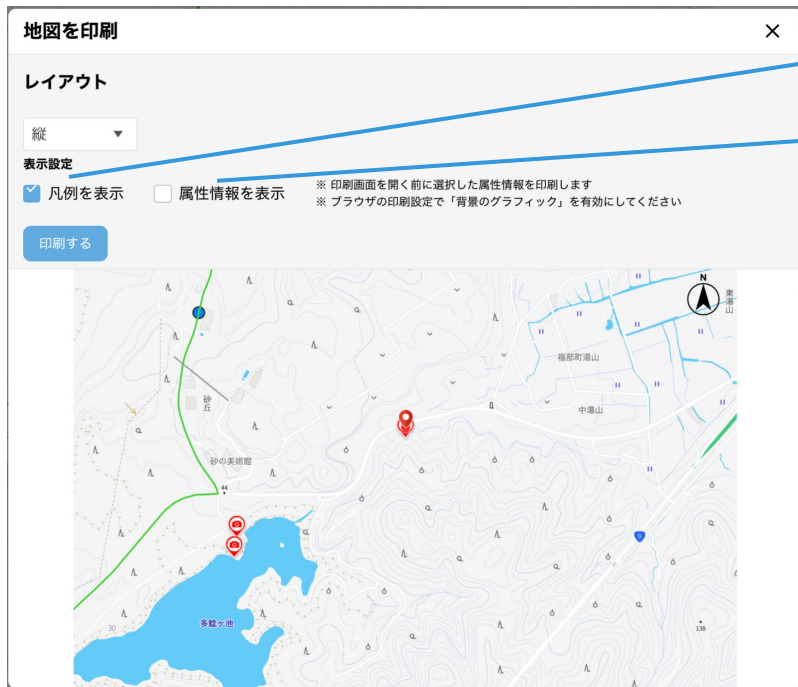 地図を印刷
レイアウト
縦
表示設定
凡例を表示
属性情報を表示
※ 印刷画面を開く前に選択した属性情報を印刷します
※ ブラウザの印刷設定で「背景のグラフィック」を有効にしてください
印刷する
N
東湯山
福部町湯山
砂丘
中湯山
砂の美術館
44
9
多鯰ヶ池
30
138